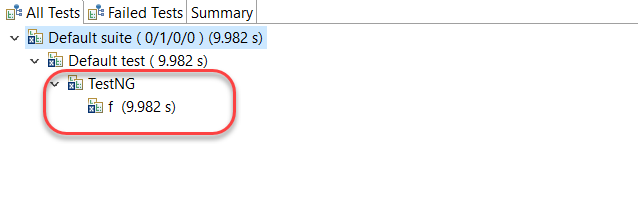 All Tests Failed Tests Summary
Default suite ( 0/1/0/0 ) (9.982 s)
Default test ( 9.982 s)
TestNG
f (9.982 s)